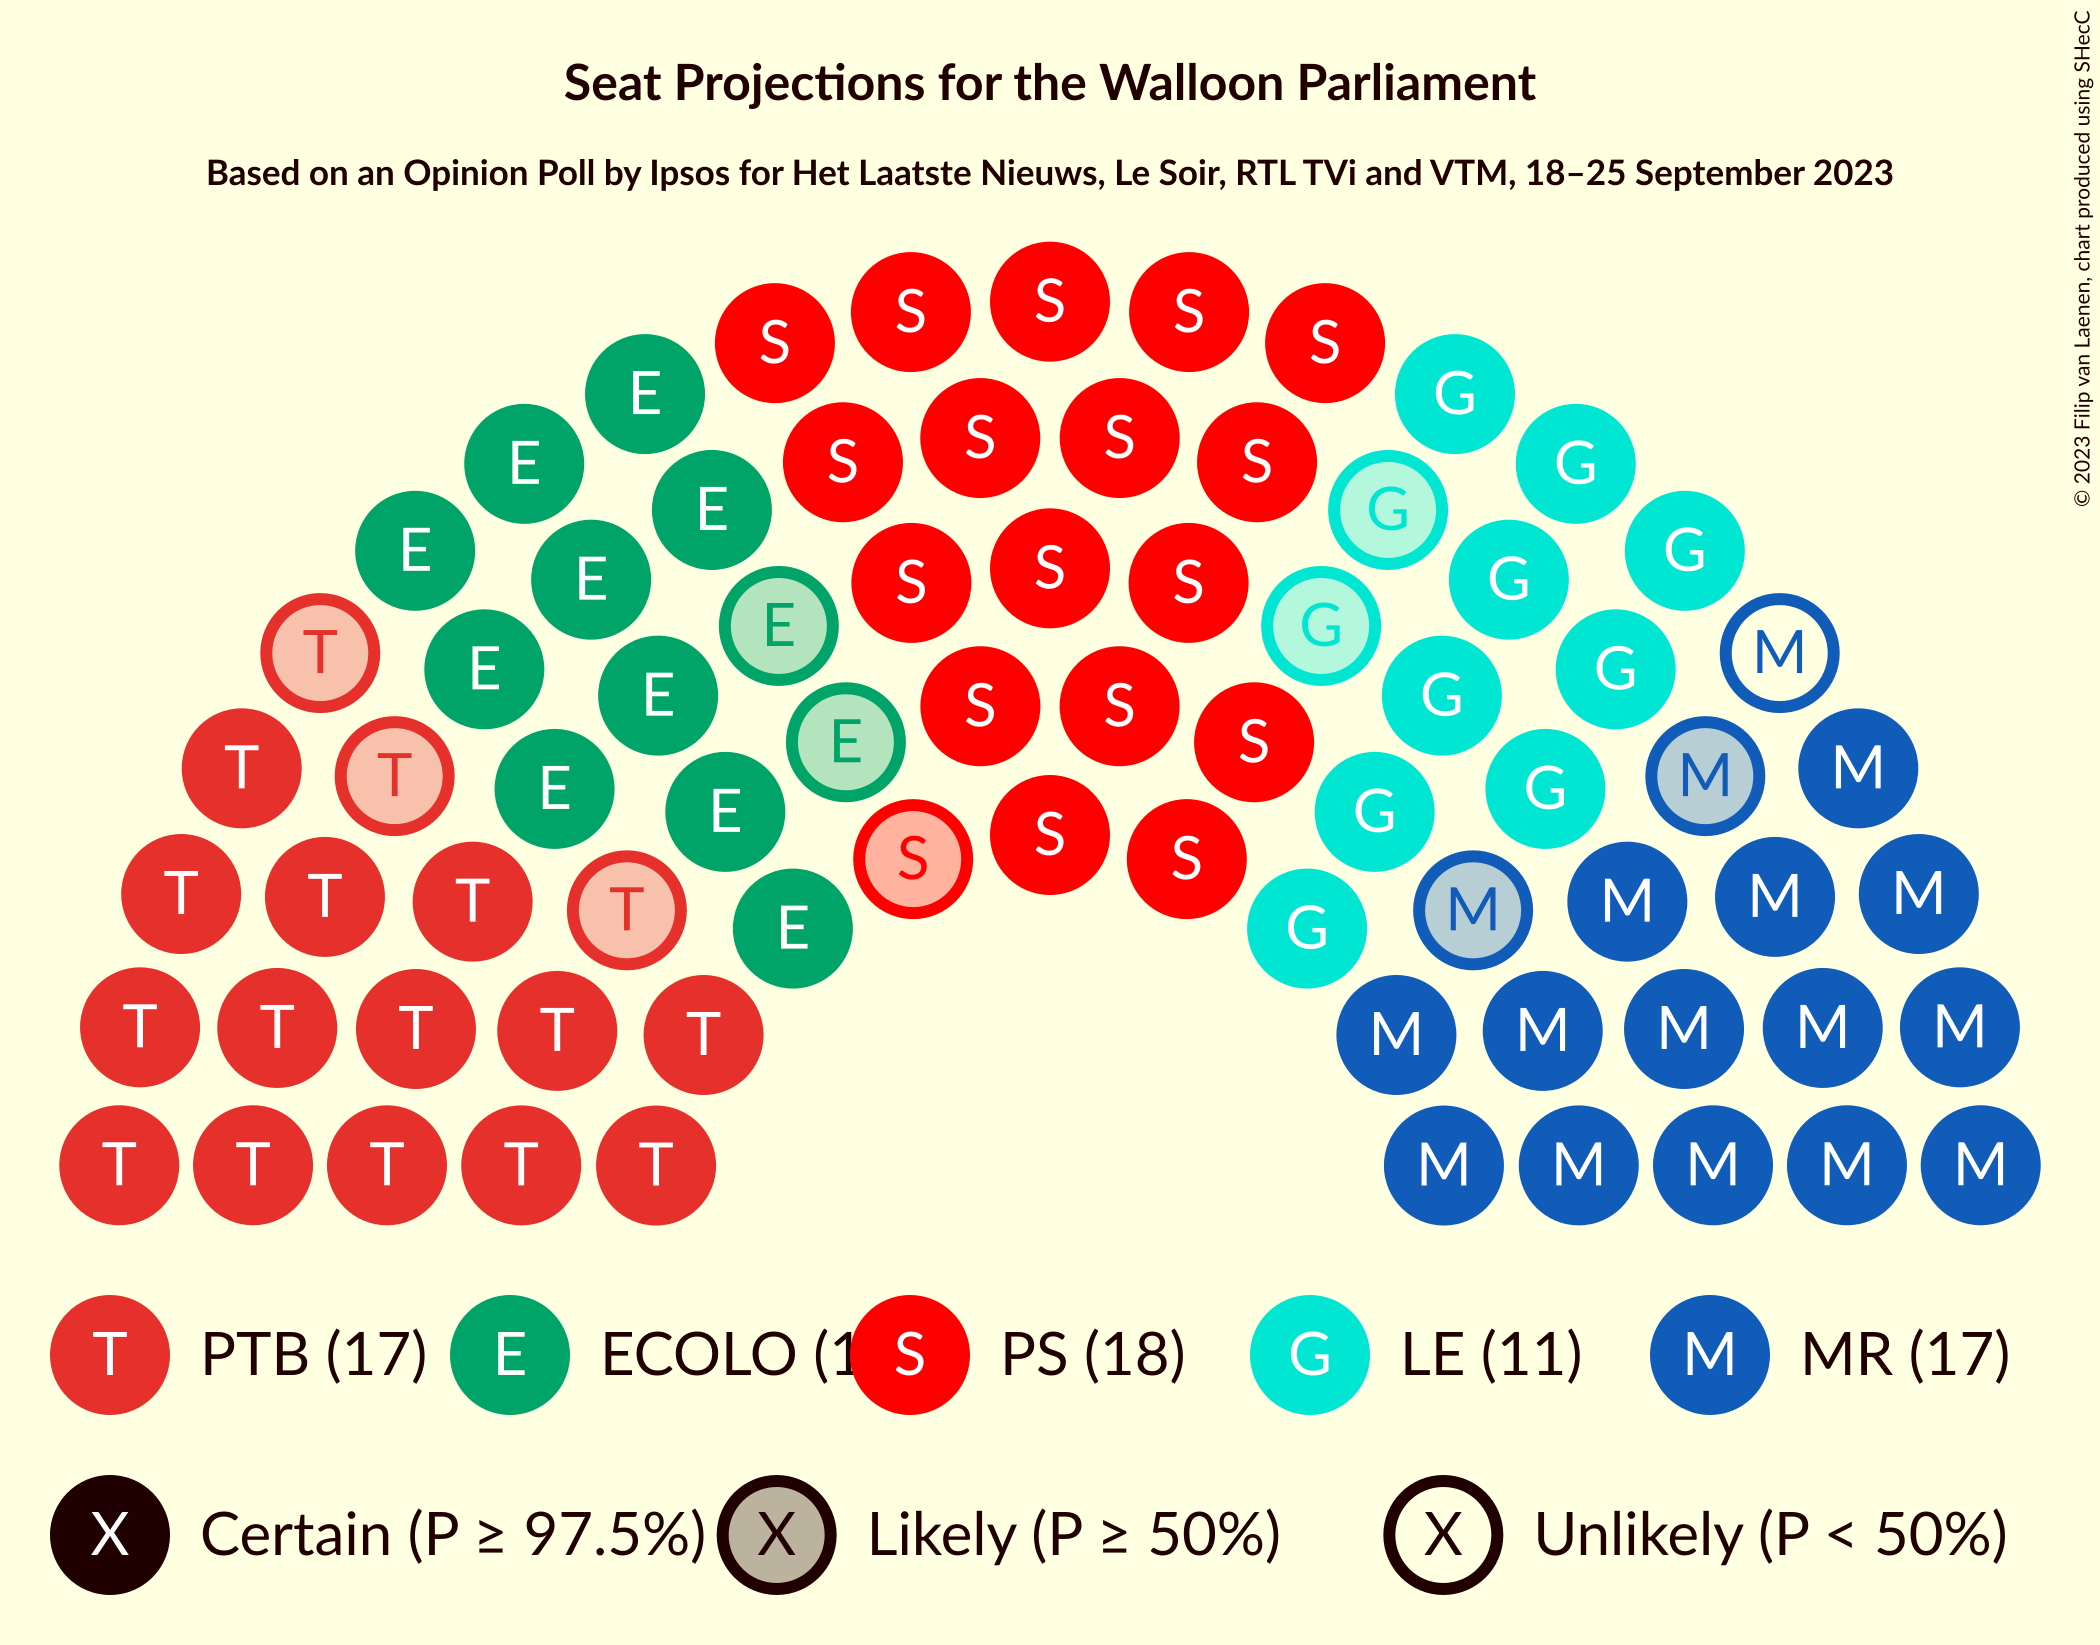 Seat Projections for the Walloon Parliament
Based on an Opinion Poll by Ipsos for Het Laatste Nieuws, Le Soir, RTL TVi and VTM, 18–25 September 2023
© 2023 Filip van Laenen, chart produced using SHecC
S S S S S
E S S S S G
E E S S S G G
E E E S S S G G G
T E E E S S S G G G M
T T E E S S S G G M M
T T T T E G M M M M
T T T T T M M M M M
T T T T T M M M M M
T PTB (17) E ECOLO (1 S PS (18) G LE (11) M MR (17)
X Certain (P ≥ 97.5%) X Likely (P ≥ 50%) X Unlikely (P < 50%)